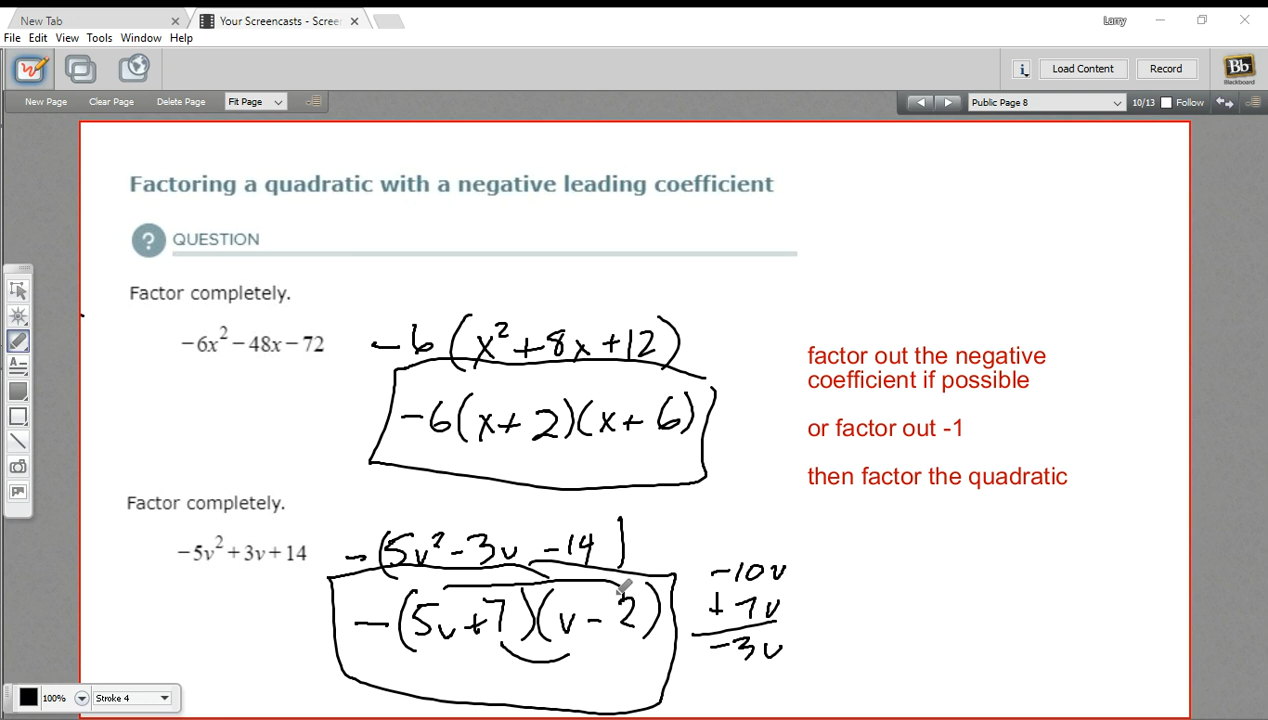 New Tab
Your Screencasts - Scree
Larry
File Edit View Tools Window Help
Load Content
Record
Bb
Blackboard
New Page Clear Page Delete Page Fit Page
Public Page 8
10/13
Follow
Factoring a quadratic with a negative leading coefficient
? QUESTION
Factor completely.
−6x² − 48x − 72
-6(x²+8x+12)
-6(x+2)(x+6)
factor out the negative
coefficient if possible
or factor out -1
then factor the quadratic
Factor completely.
−5v² + 3v + 14
-(5v²-3v-14)
-(5v+7)(v-2)
-10v
+7v
-3v
100%
Stroke 4